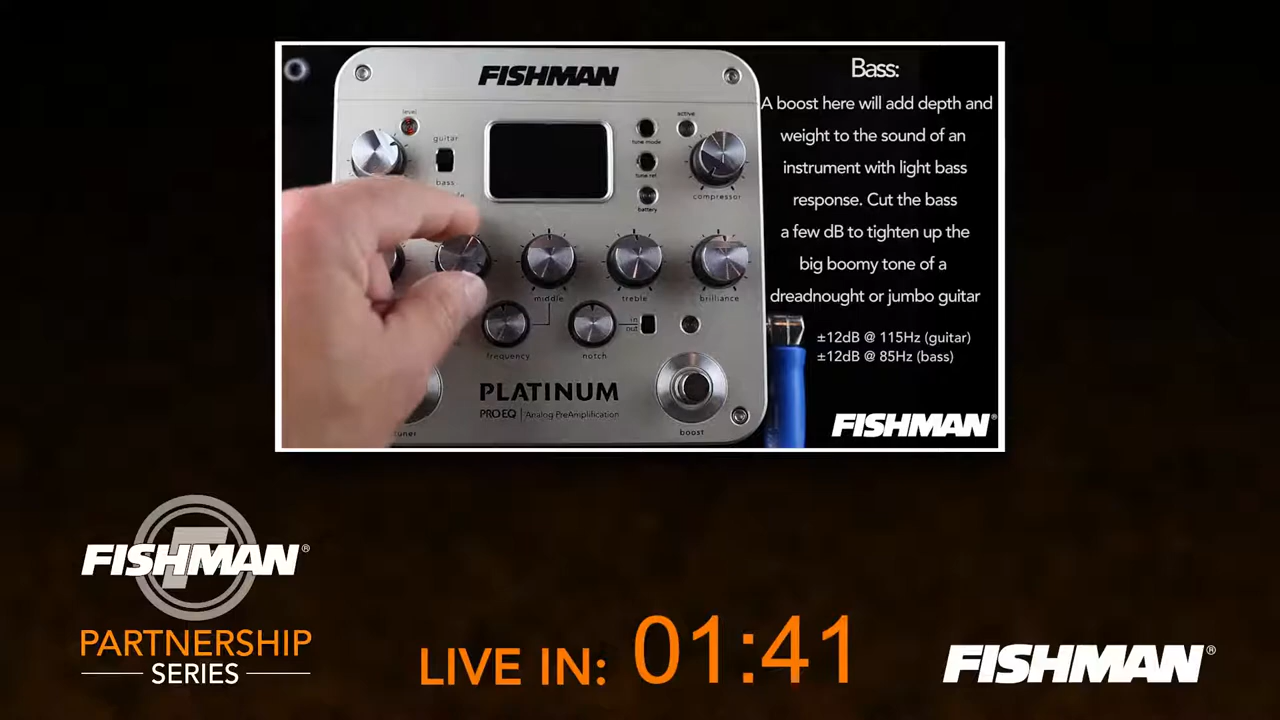 FISHMAN
level
guitar
bass
active
tune mode
tune ref
battery
compressor
middle
treble
brilliance
in
out
frequency
notch
PLATINUM
PRO EQ | Analog PreAmplification
tuner
boost
Bass:
A boost here will add depth and
weight to the sound of an
instrument with light bass
response. Cut the bass
a few dB to tighten up the
big boomy tone of a
dreadnought or jumbo guitar
±12dB @ 115Hz (guitar)
±12dB @ 85Hz (bass)
FISHMAN®
FISHMAN®
PARTNERSHIP
SERIES
LIVE IN: 01:41
FISHMAN®